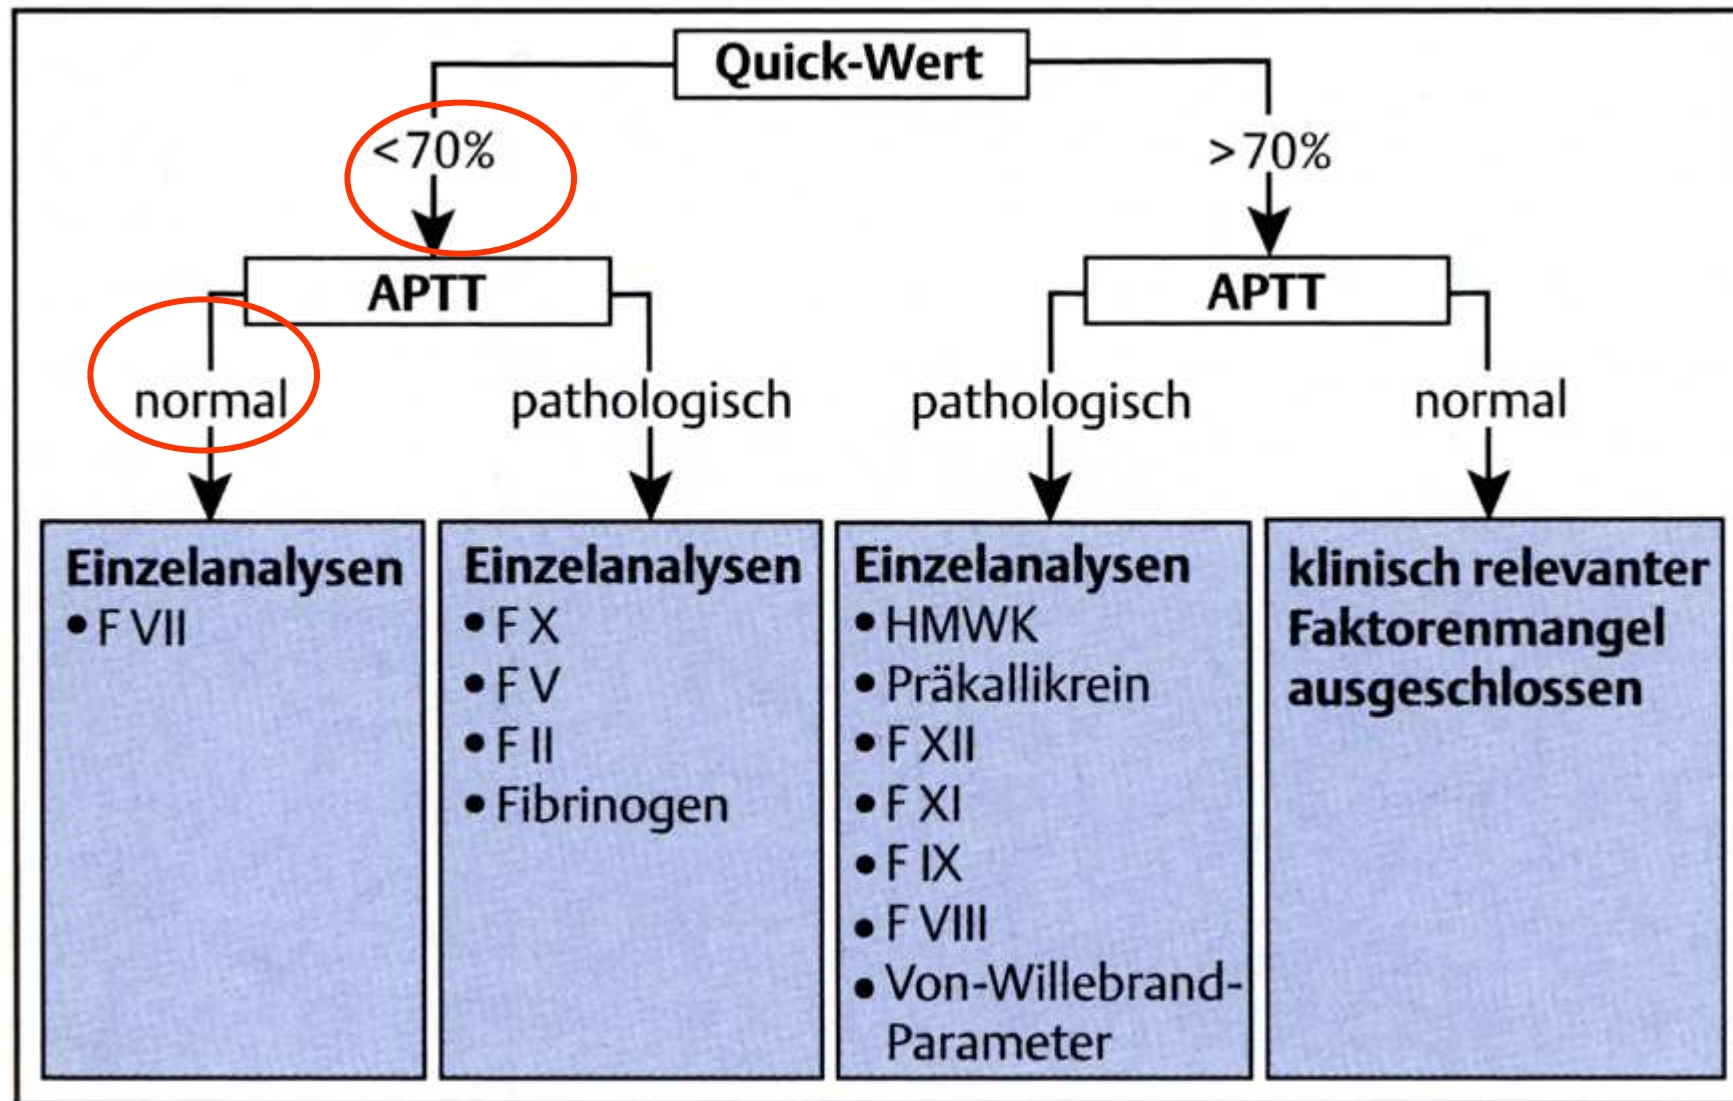 Quick-Wert
<70%
>70%
APTT
APTT
normal
pathologisch
pathologisch
normal
Einzelanalysen
• F VII
Einzelanalysen
• F X
• F V
• F II
• Fibrinogen
Einzelanalysen
• HMWK
• Präkallikrein
• F XII
• F XI
• F IX
• F VIII
• Von-Willebrand-
Parameter
klinisch relevanter
Faktorenmangel
ausgeschlossen